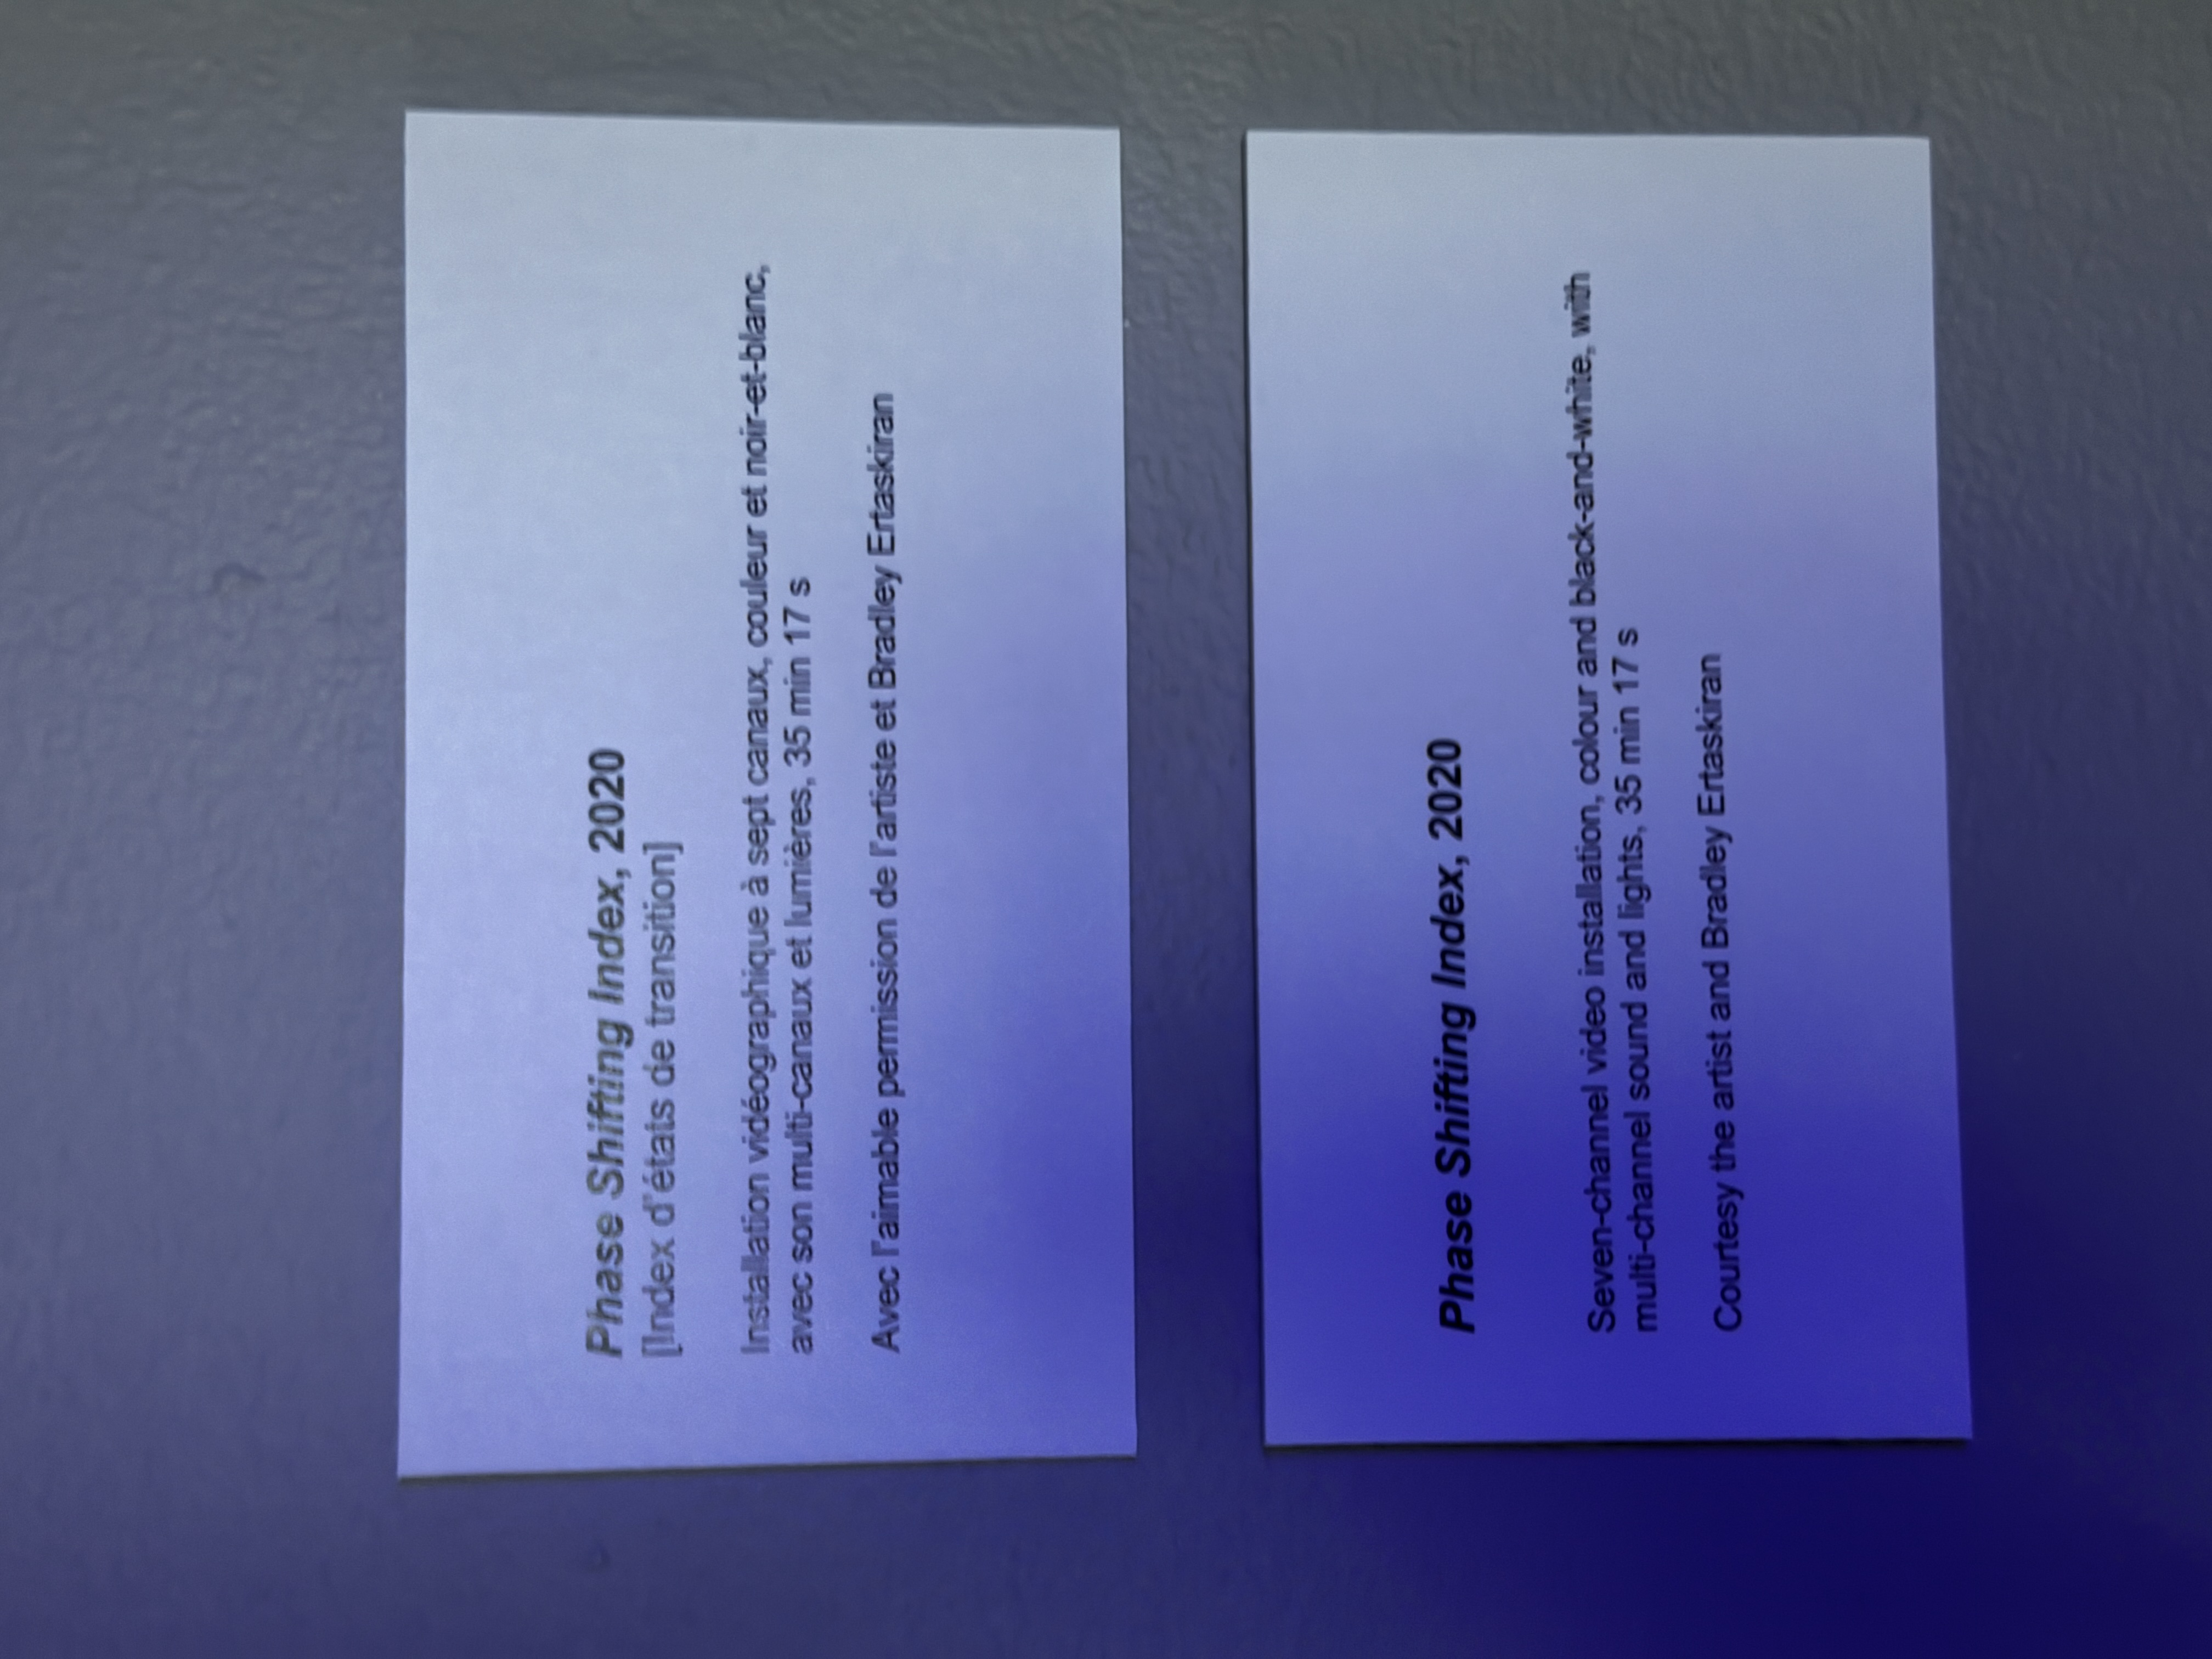 Phase Shifting Index, 2020
[Index d'états de transition]
Installation vidéographique à sept canaux, couleur et noir-et-blanc,
avec son multi-canaux et lumières, 35 min 17 s
Avec l'aimable permission de l'artiste et Bradley Ertaskiran
Phase Shifting Index, 2020
Seven-channel video installation, colour and black-and-white, with
multi-channel sound and lights, 35 min 17 s
Courtesy the artist and Bradley Ertaskiran